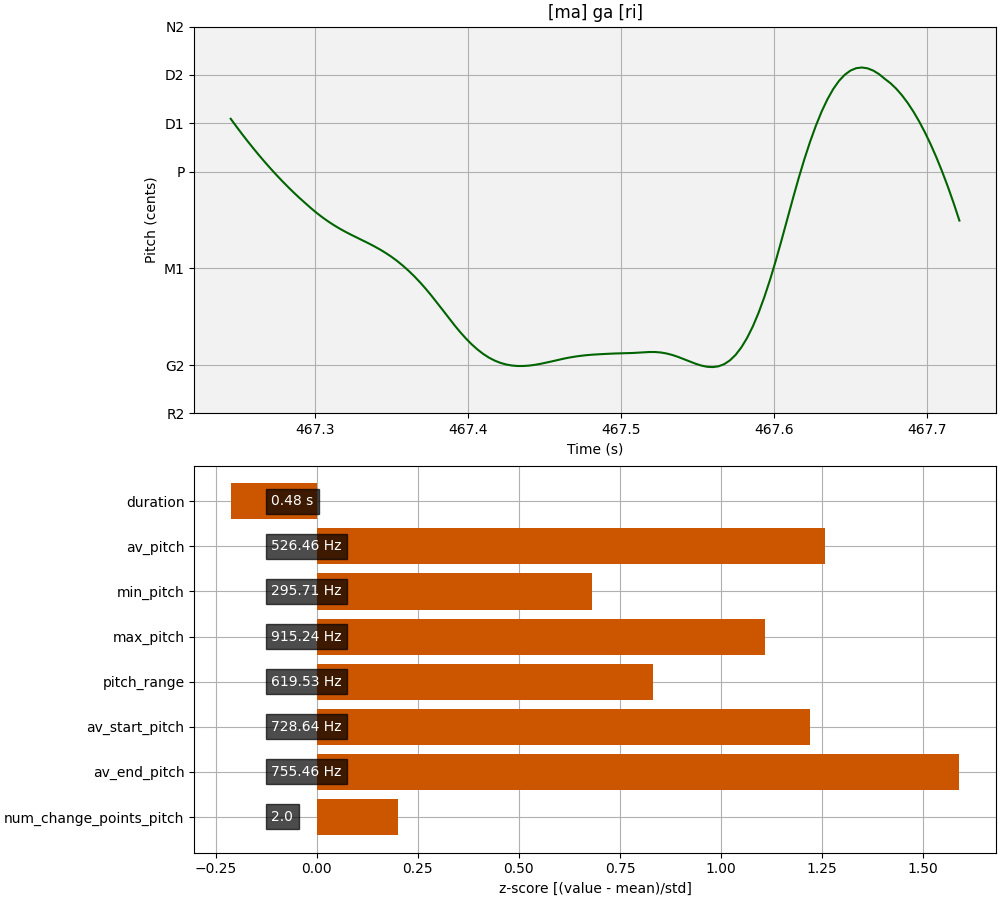 [ma] ga [ri]
N2
D2
D1
P
M1
G2
R2
Pitch (cents)
467.3 467.4 467.5 467.6 467.7
Time (s)
duration 0.48 s
av_pitch 526.46 Hz
min_pitch 295.71 Hz
max_pitch 915.24 Hz
pitch_range 619.53 Hz
av_start_pitch 728.64 Hz
av_end_pitch 755.46 Hz
num_change_points_pitch 2.0
−0.25 0.00 0.25 0.50 0.75 1.00 1.25 1.50
z-score [(value - mean)/std]